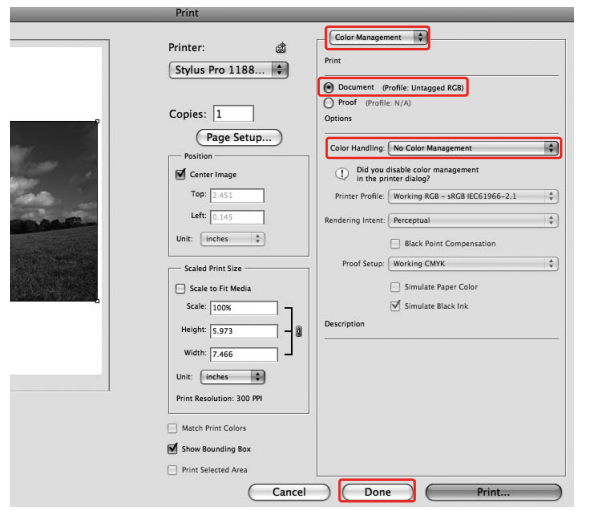 Print
Printer:
Stylus Pro 1188...
Copies: 1
Page Setup...
Position
Center Image
Top: 2.451
Left: 0.145
Unit: inches
Scaled Print Size
Scale to Fit Media
Scale: 100%
Height: 5.973
Width: 7.466
Unit: inches
Print Resolution: 300 PPI
Match Print Colors
Show Bounding Box
Print Selected Area
Color Management
Print
Document (Profile: Untagged RGB)
Proof (Profile: N/A)
Options
Color Handling: No Color Management
Did you disable color management
in the printer dialog?
Printer Profile: Working RGB - sRGB IEC61966-2.1
Rendering Intent: Perceptual
Black Point Compensation
Proof Setup: Working CMYK
Simulate Paper Color
Simulate Black Ink
Description
Cancel
Done
Print...